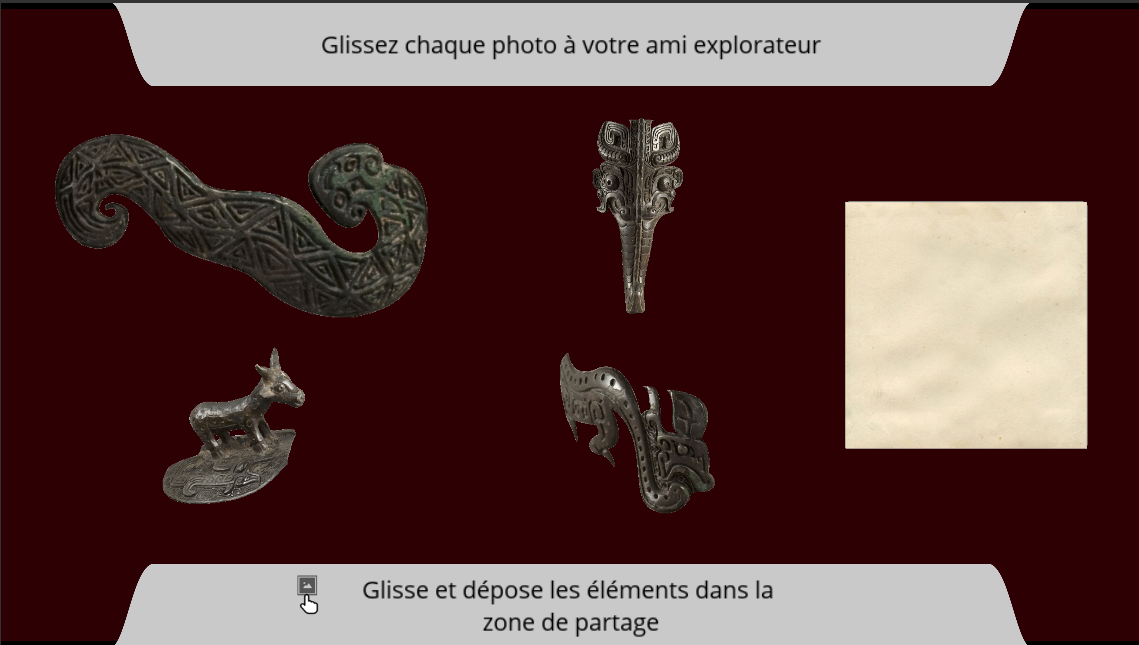 Glissez chaque photo à votre ami explorateur
Glisse et dépose les éléments dans la
zone de partage